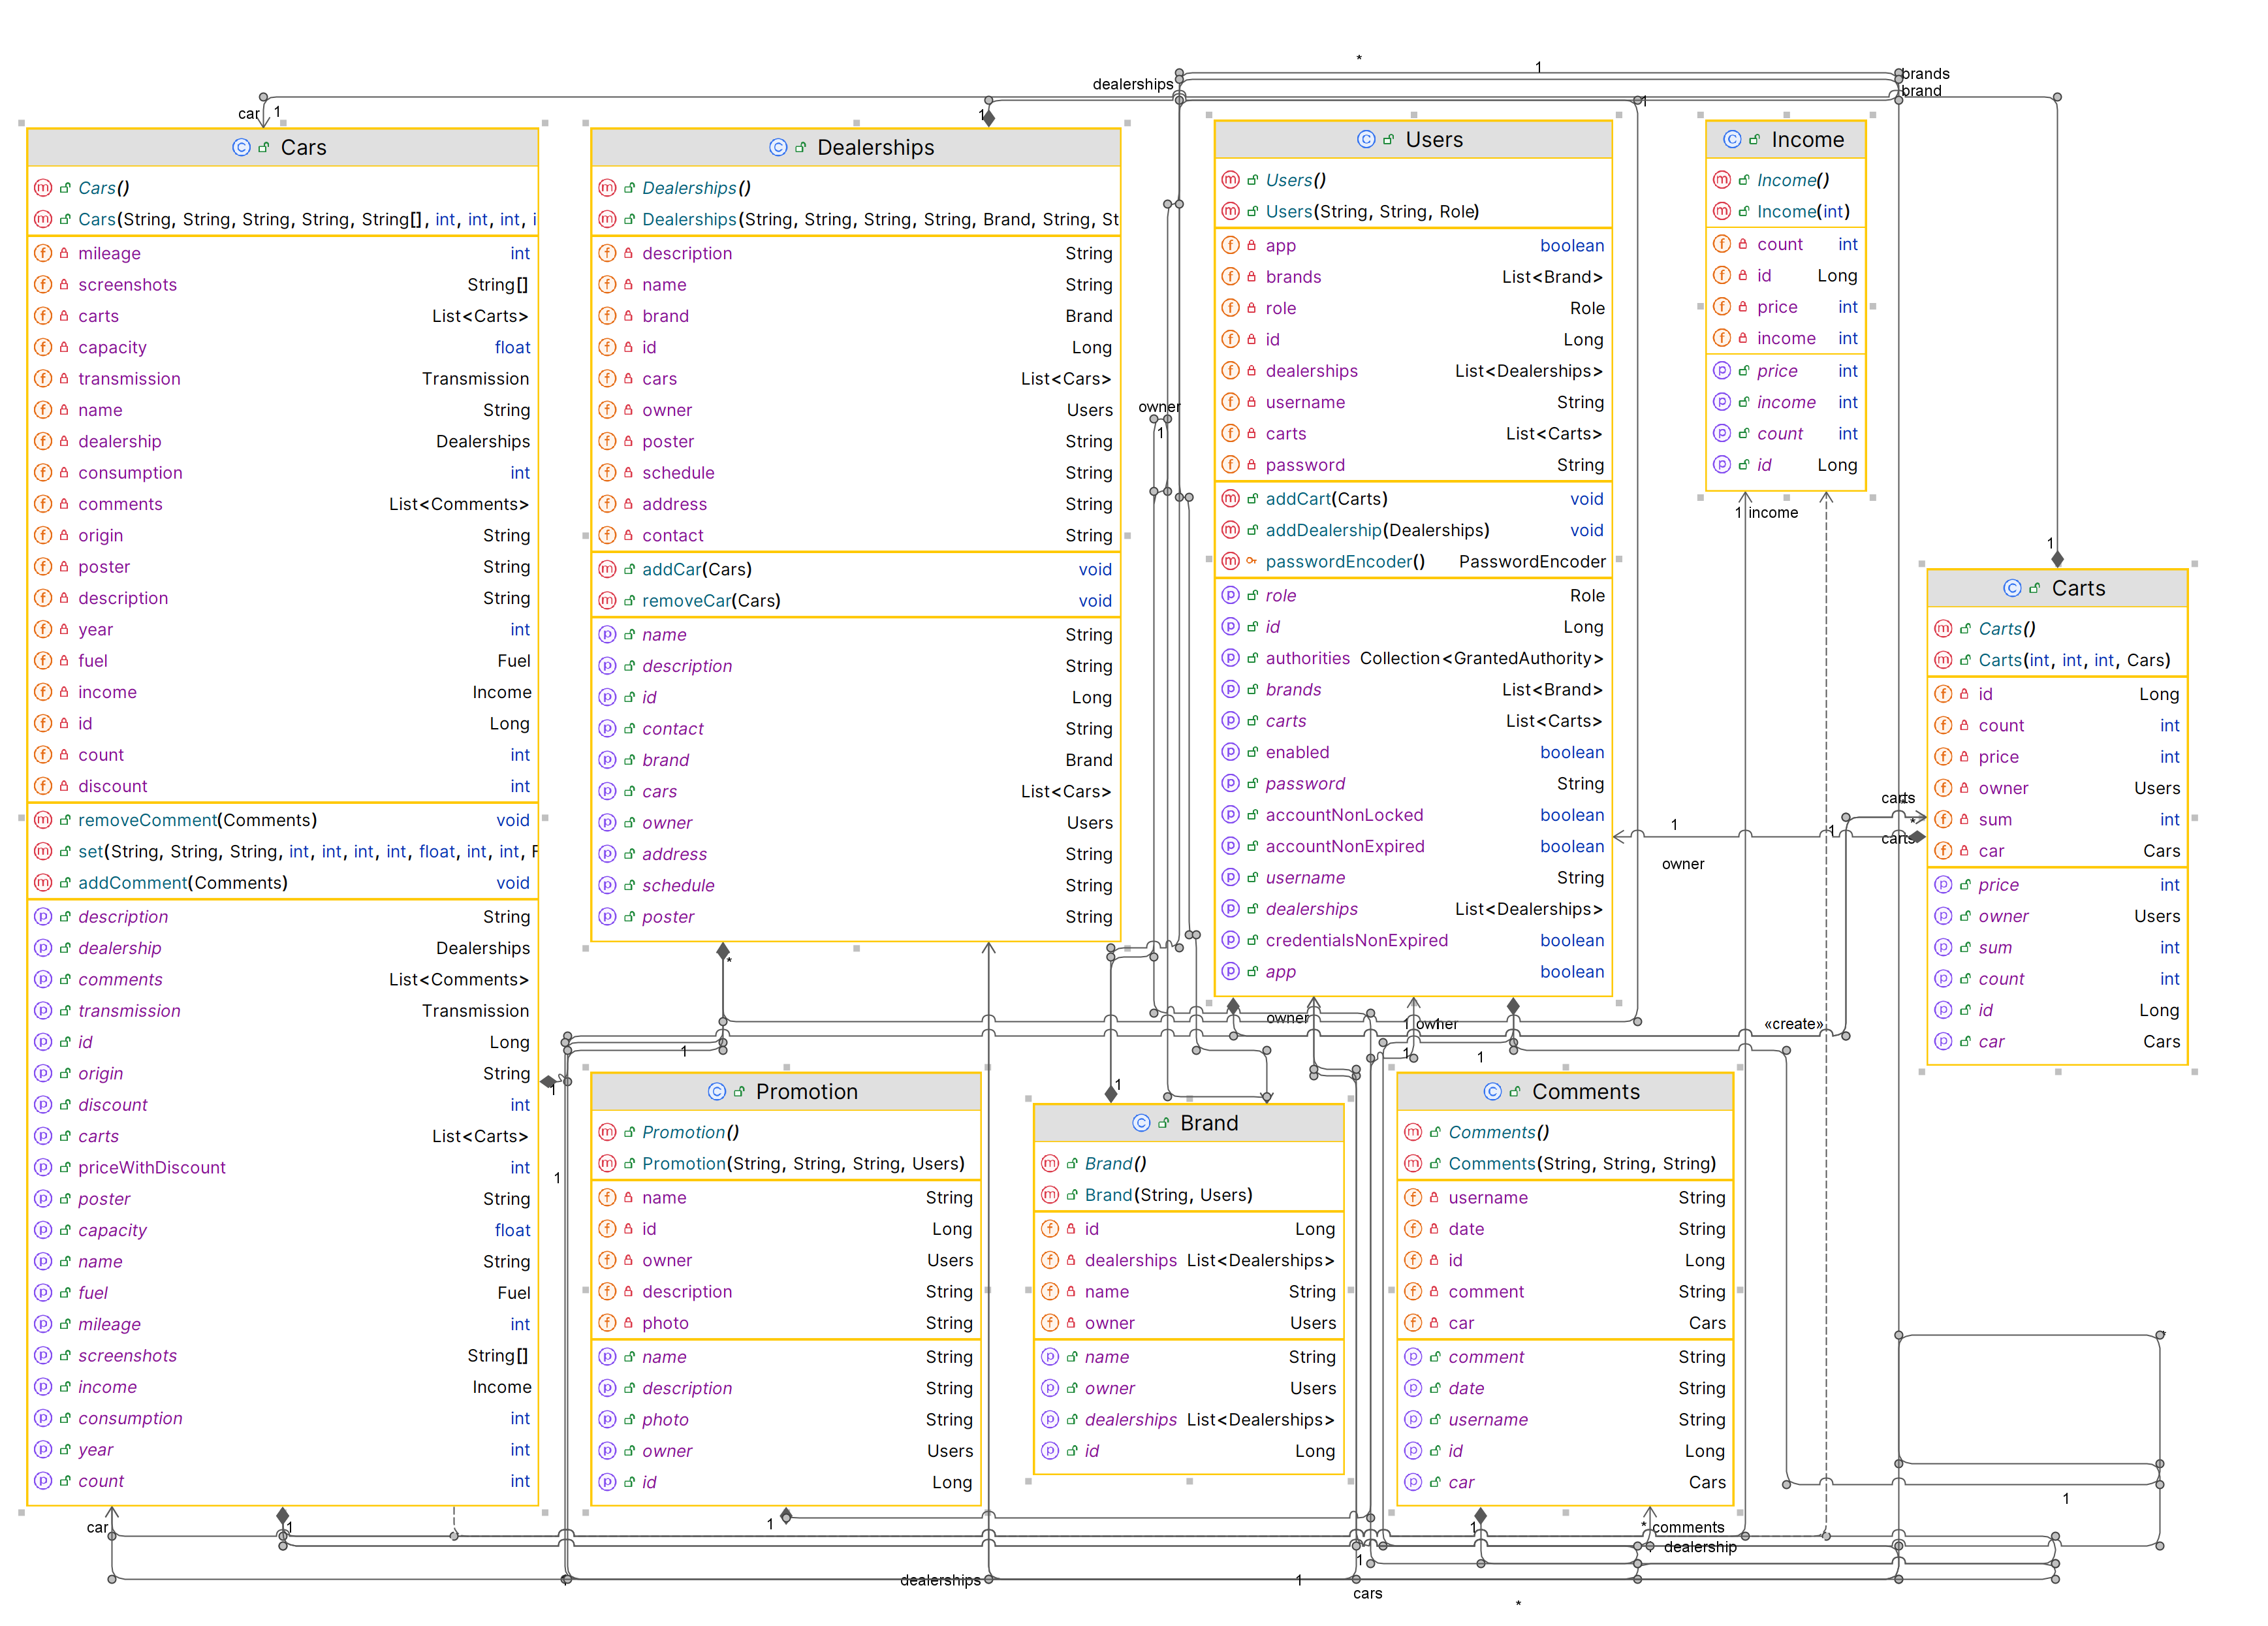 *
1
brands
dealerships
brand
car
1
1
1
Cars
Cars()
Cars(String, String, String, String, String[], int, int, int, i
mileage int
screenshots String[]
carts List<Carts>
capacity float
transmission Transmission
name String
dealership Dealerships
consumption int
comments List<Comments>
origin String
poster String
description String
year int
fuel Fuel
income Income
id Long
count int
discount int
removeComment(Comments) void
set(String, String, String, int, int, int, int, float, int, int, F
addComment(Comments) void
description String
dealership Dealerships
comments List<Comments>
transmission Transmission
id Long
origin String
discount int
carts List<Carts>
priceWithDiscount int
poster String
capacity float
name String
fuel Fuel
mileage int
screenshots String[]
income Income
consumption int
year int
count int
Dealerships
Dealerships()
Dealerships(String, String, String, String, Brand, String, St
description String
name String
brand Brand
id Long
cars List<Cars>
owner Users
poster String
schedule String
address String
contact String
addCar(Cars) void
removeCar(Cars) void
name String
description String
id Long
contact String
brand Brand
cars List<Cars>
owner Users
address String
schedule String
poster String
owner
1
Users
Users()
Users(String, String, Role)
app boolean
brands List<Brand>
role Role
id Long
dealerships List<Dealerships>
username String
carts List<Carts>
password String
addCart(Carts) void
addDealership(Dealerships) void
passwordEncoder() PasswordEncoder
role Role
id Long
authorities Collection<GrantedAuthority>
brands List<Brand>
carts List<Carts>
enabled boolean
password String
accountNonLocked boolean
accountNonExpired boolean
username String
dealerships List<Dealerships>
credentialsNonExpired boolean
app boolean
Income
Income()
Income(int)
count int
id Long
price int
income int
price int
income int
count int
id Long
1 income
1
Carts
Carts()
Carts(int, int, int, Cars)
id Long
count int
price int
owner Users
sum int
car Cars
price int
owner Users
sum int
count int
id Long
car Cars
carts
*
1
1
carts
owner
*
owner
1 owner
«create»
1
1
1
1
1
1
Promotion
Promotion()
Promotion(String, String, String, Users)
name String
id Long
owner Users
description String
photo String
name String
description String
photo String
owner Users
id Long
Brand
Brand()
Brand(String, Users)
id Long
dealerships List<Dealerships>
name String
owner Users
name String
owner Users
dealerships List<Dealerships>
id Long
Comments
Comments()
Comments(String, String, String)
username String
date String
id Long
comment String
car Cars
comment String
date String
username String
id Long
car Cars
*
1
car
1
1
1
* comments
dealership
1
1
dealerships
1
cars
*